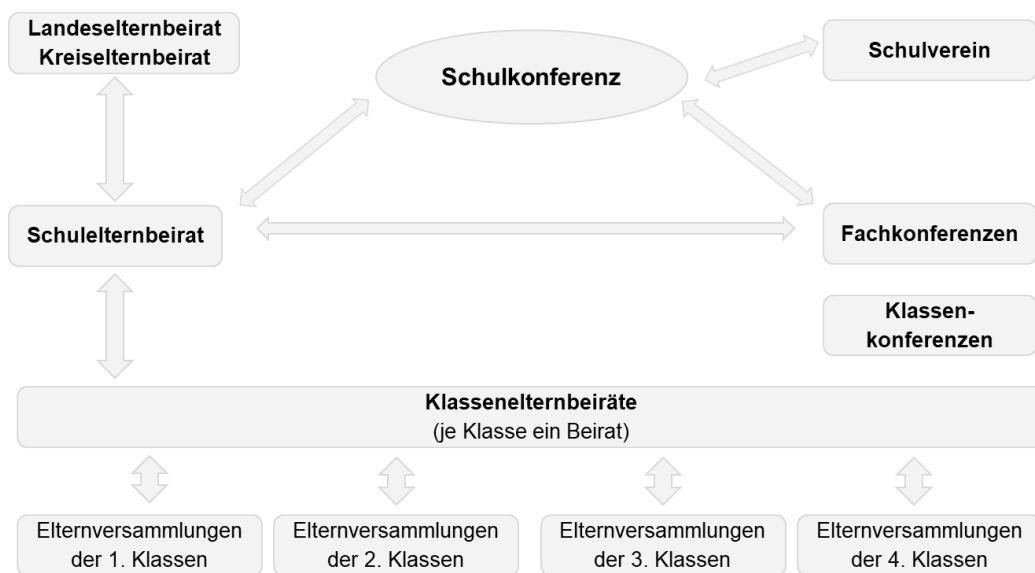 Landeselternbeirat
Kreiselternbeirat
Schulkonferenz
Schulverein
Schulelternbeirat
Fachkonferenzen
Klassen-
konferenzen
Klassenelternbeiräte
(je Klasse ein Beirat)
Elternversammlungen
der 1. Klassen
Elternversammlungen
der 2. Klassen
Elternversammlungen
der 3. Klassen
Elternversammlungen
der 4. Klassen